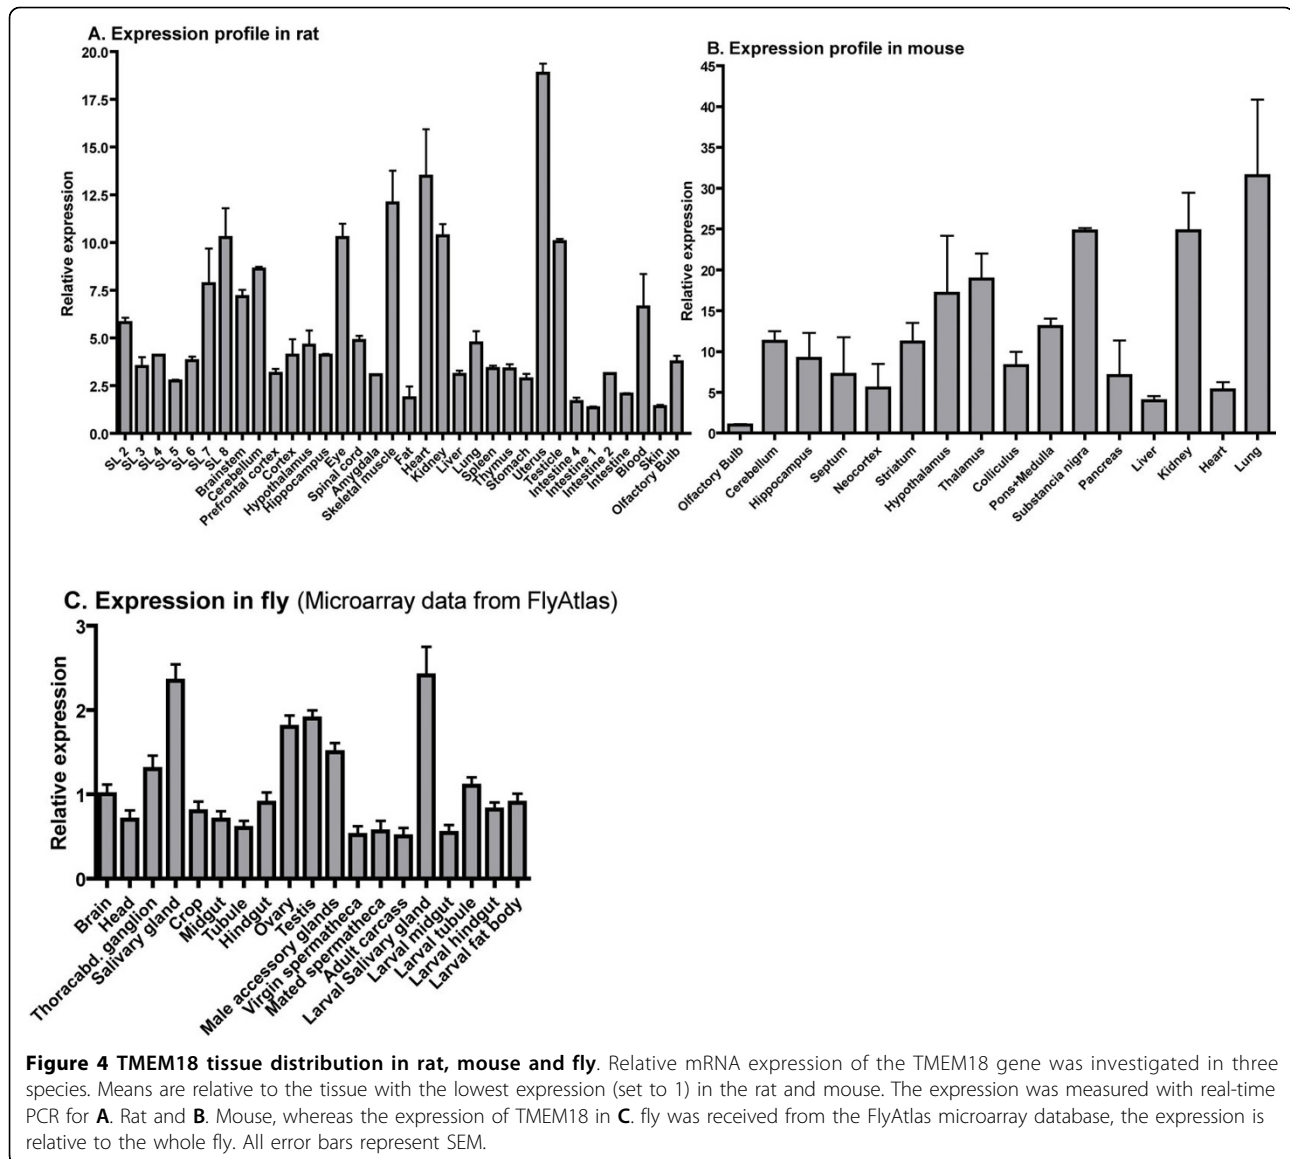 A. Expression profile in rat
20.0
17.5
15.0
12.5
10.0
7.5
5.0
2.5
0.0
Relative expression
SL 2
SL 3
SL 4
SL 5
SL 6
SL 7
SL 8
Brainstem
Cerebellum
Prefrontal cortex
Cortex
Hypothalamus
Hippocampus
Eye
Spinal cord
Amygdala
Skeletal muscle
Fat
Heart
Kidney
Liver
Lung
Spleen
Thymus
Stomach
Uterus
Testicle
Intestine 4
Intestine 1
Intestine 2
Intestine
Blood
Skin
Olfactory Bulb
B. Expression profile in mouse
45
40
35
30
25
20
15
10
5
0
Relative expression
Olfactory Bulb
Cerebellum
Hippocampus
Septum
Neocortex
Striatum
Hypothalamus
Thalamus
Colliculus
Pons+Medulla
Substancia nigra
Pancreas
Liver
Kidney
Heart
Lung
C. Expression in fly (Microarray data from FlyAtlas)
3
2
1
0
Relative expression
Brain
Head
Thoracabd. ganglion
Salivary gland
Crop
Midgut
Tubule
Hindgut
Ovary
Testis
Male accessory glands
Virgin spermatheca
Mated spermatheca
Adult carcass
Larval Salivary gland
Larval midgut
Larval tubule
Larval hindgut
Larval fat body
Figure 4 TMEM18 tissue distribution in rat, mouse and fly. Relative mRNA expression of the TMEM18 gene was investigated in three
species. Means are relative to the tissue with the lowest expression (set to 1) in the rat and mouse. The expression was measured with real-time
PCR for A. Rat and B. Mouse, whereas the expression of TMEM18 in C. fly was received from the FlyAtlas microarray database, the expression is
relative to the whole fly. All error bars represent SEM.